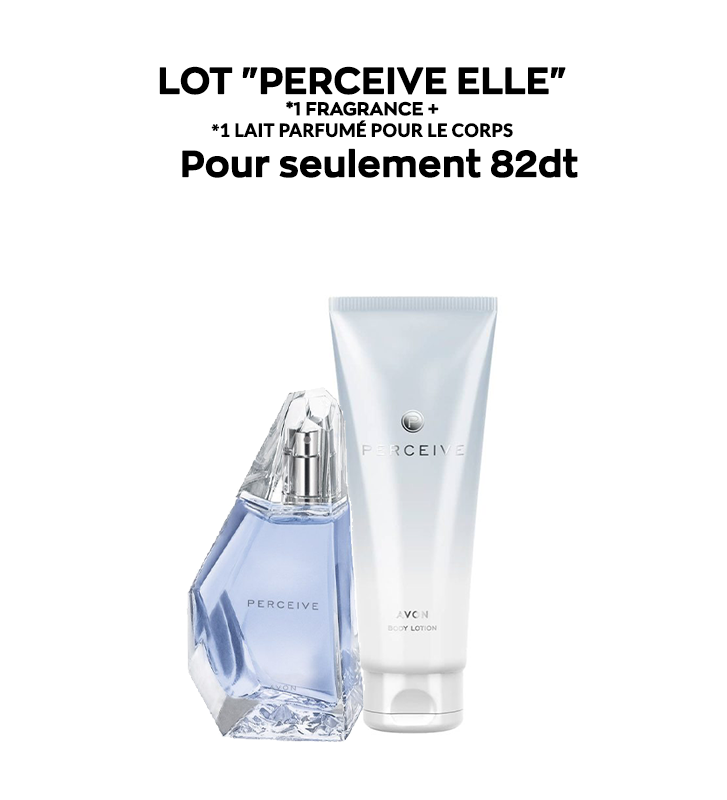 LOT "PERCEIVE ELLE"
*1 FRAGRANCE +
*1 LAIT PARFUMÉ POUR LE CORPS
Pour seulement 82dt
P
PERCEIVE
PERCEIVE
AVON
BODY LOTION
AVON